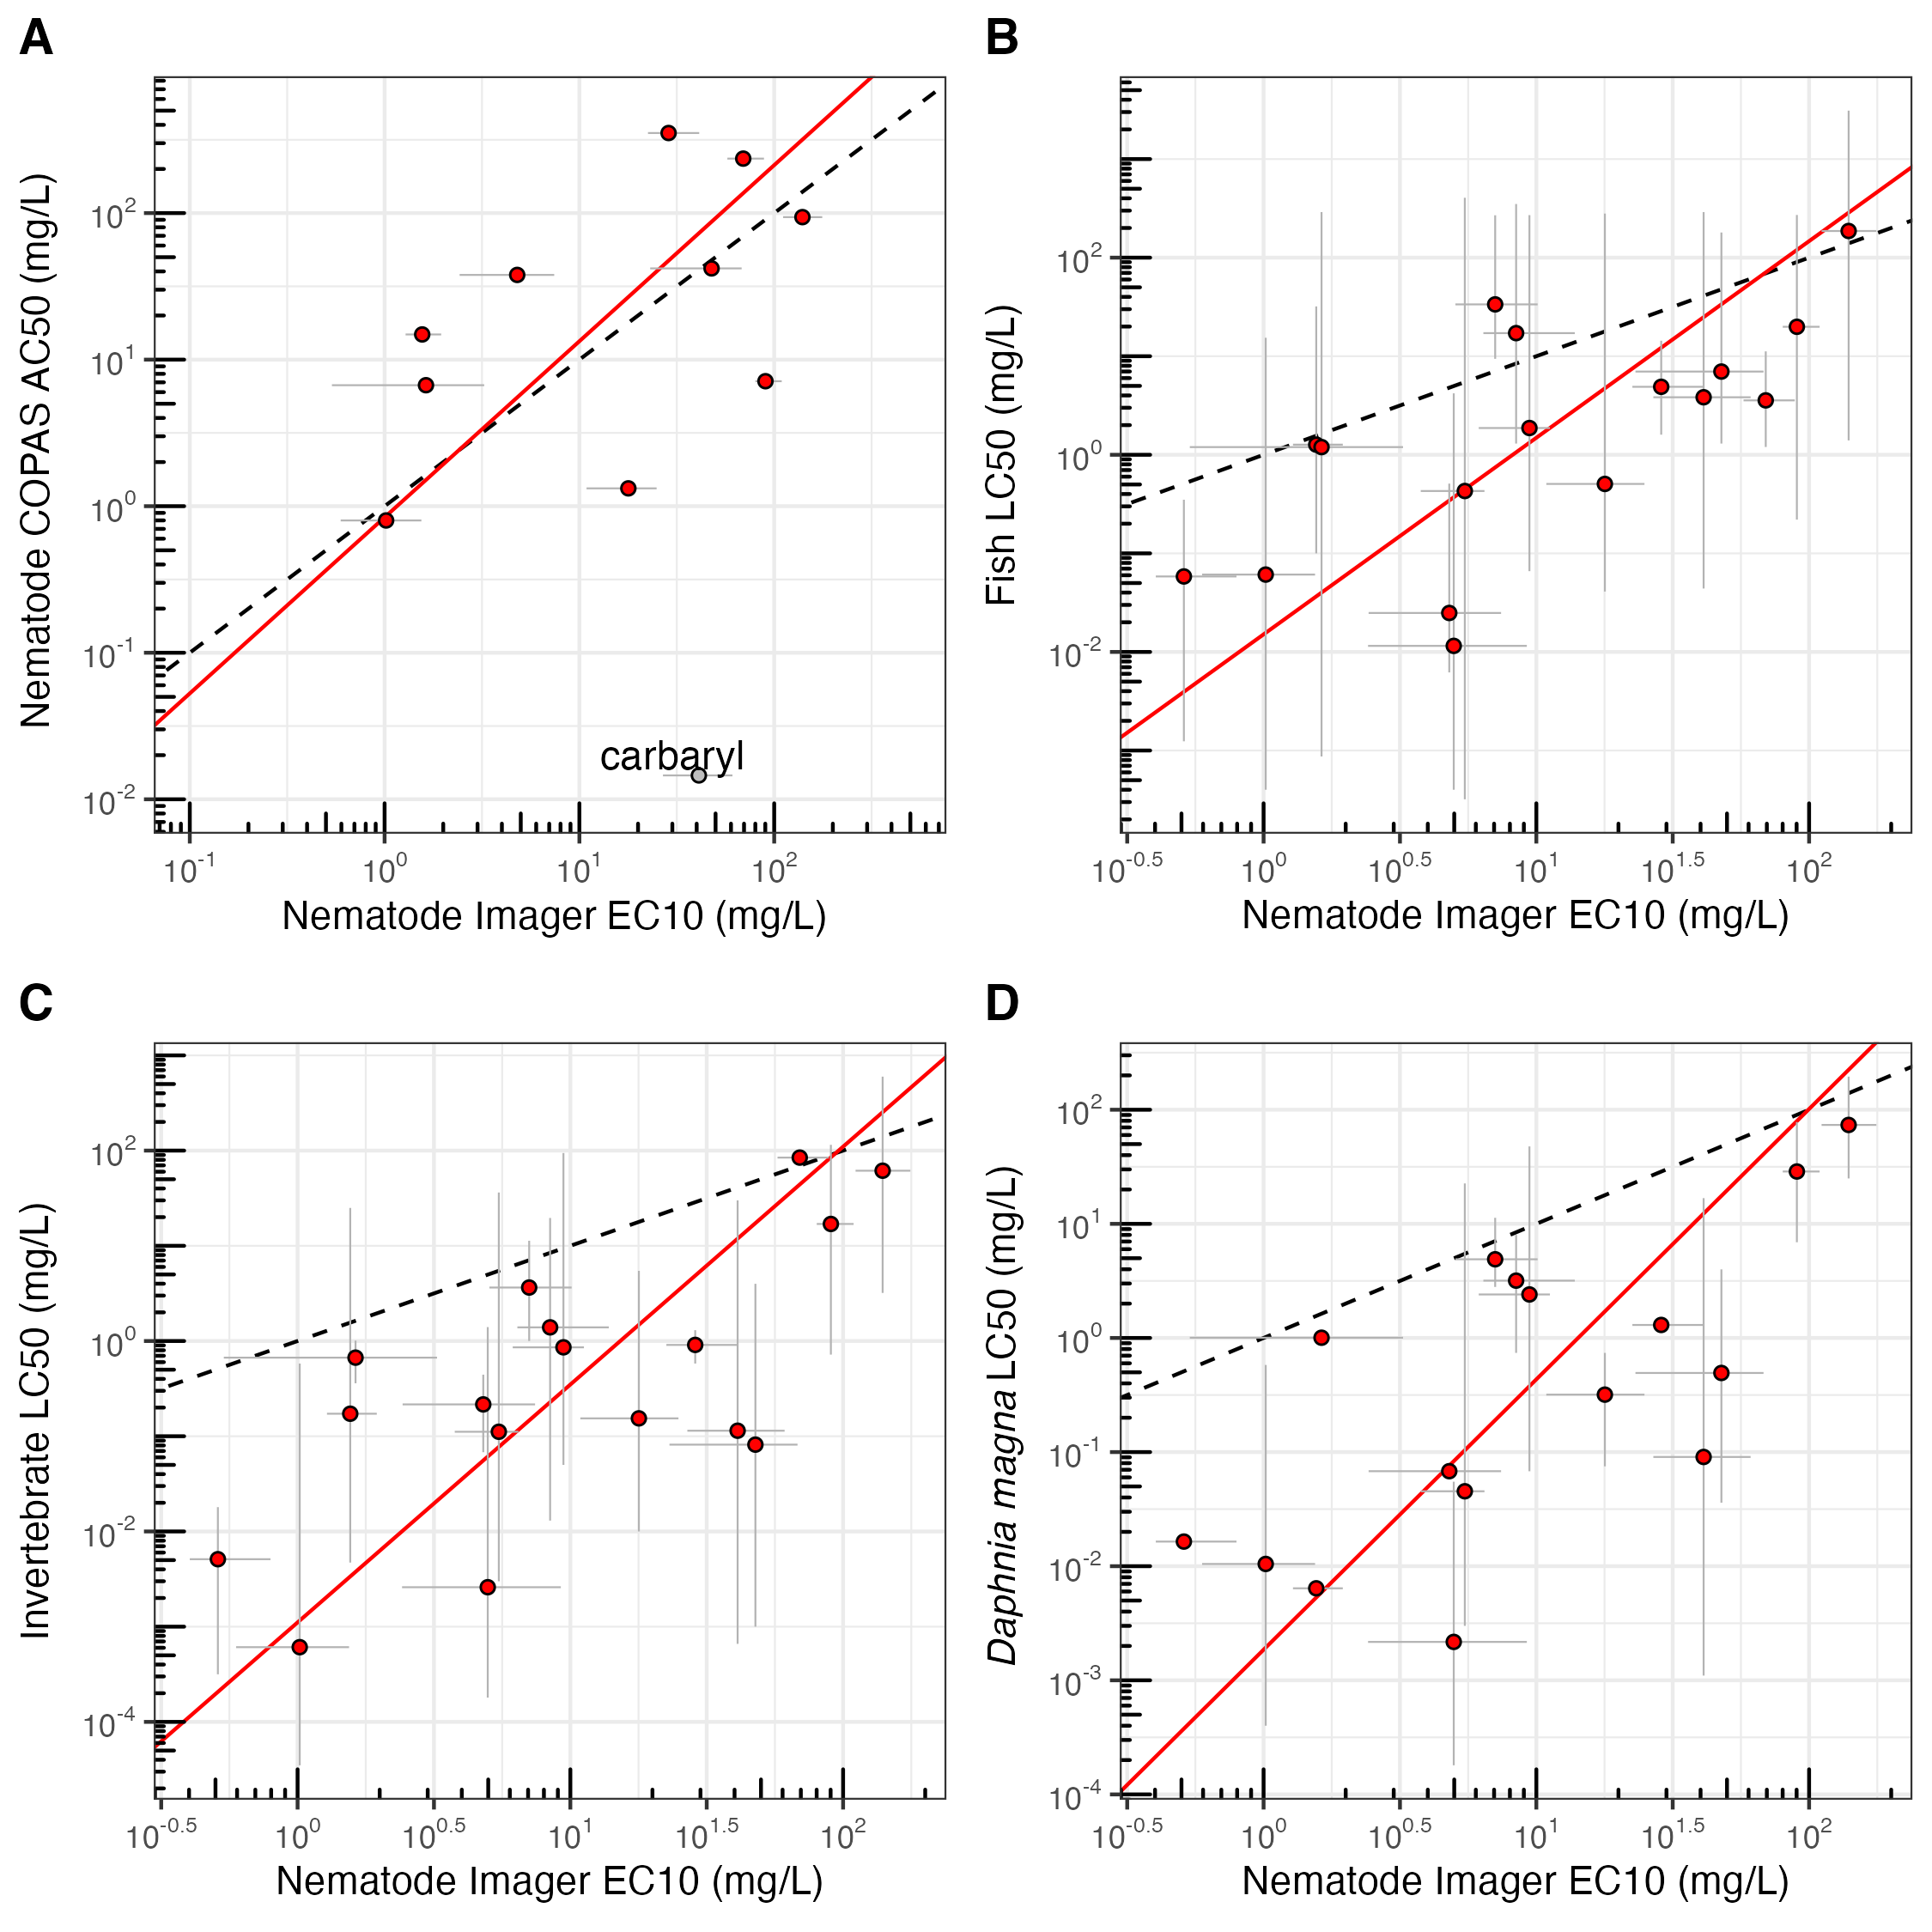 A
Nematode COPAS AC50 (mg/L)
10^2
10^1
10^0
10^-1
10^-2
carbaryl
10^-1 10^0 10^1 10^2
Nematode Imager EC10 (mg/L)
B
Fish LC50 (mg/L)
10^2
10^0
10^-2
10^-0.5 10^0 10^0.5 10^1 10^1.5 10^2
Nematode Imager EC10 (mg/L)
C
Invertebrate LC50 (mg/L)
10^2
10^0
10^-2
10^-4
10^-0.5 10^0 10^0.5 10^1 10^1.5 10^2
Nematode Imager EC10 (mg/L)
D
Daphnia magna LC50 (mg/L)
10^2
10^1
10^0
10^-1
10^-2
10^-3
10^-4
10^-0.5 10^0 10^0.5 10^1 10^1.5 10^2
Nematode Imager EC10 (mg/L)